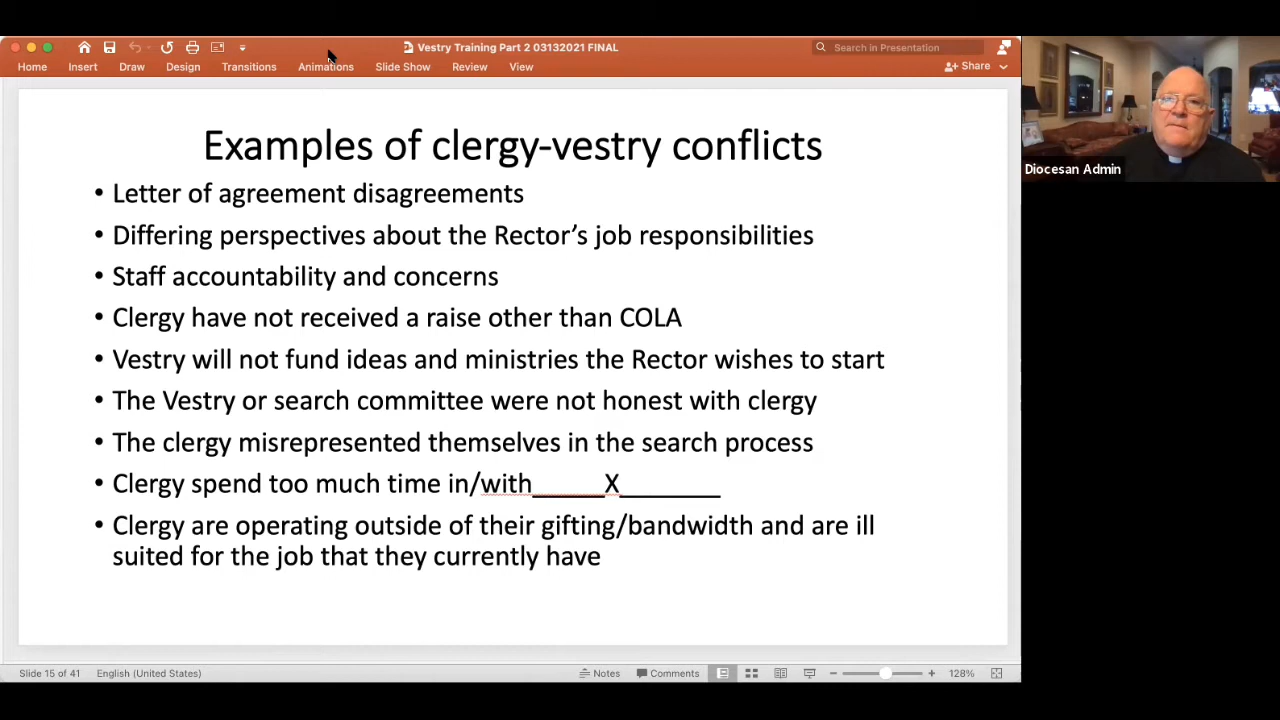 Vestry Training Part 2 03132021 FINAL
Search in Presentation
Home Insert Draw Design Transitions Animations Slide Show Review View Share
Examples of clergy-vestry conflicts
• Letter of agreement disagreements
• Differing perspectives about the Rector’s job responsibilities
• Staff accountability and concerns
• Clergy have not received a raise other than COLA
• Vestry will not fund ideas and ministries the Rector wishes to start
• The Vestry or search committee were not honest with clergy
• The clergy misrepresented themselves in the search process
• Clergy spend too much time in/with_____X_______
• Clergy are operating outside of their gifting/bandwidth and are ill
suited for the job that they currently have
Diocesan Admin
Slide 15 of 41 English (United States) Notes Comments 128%